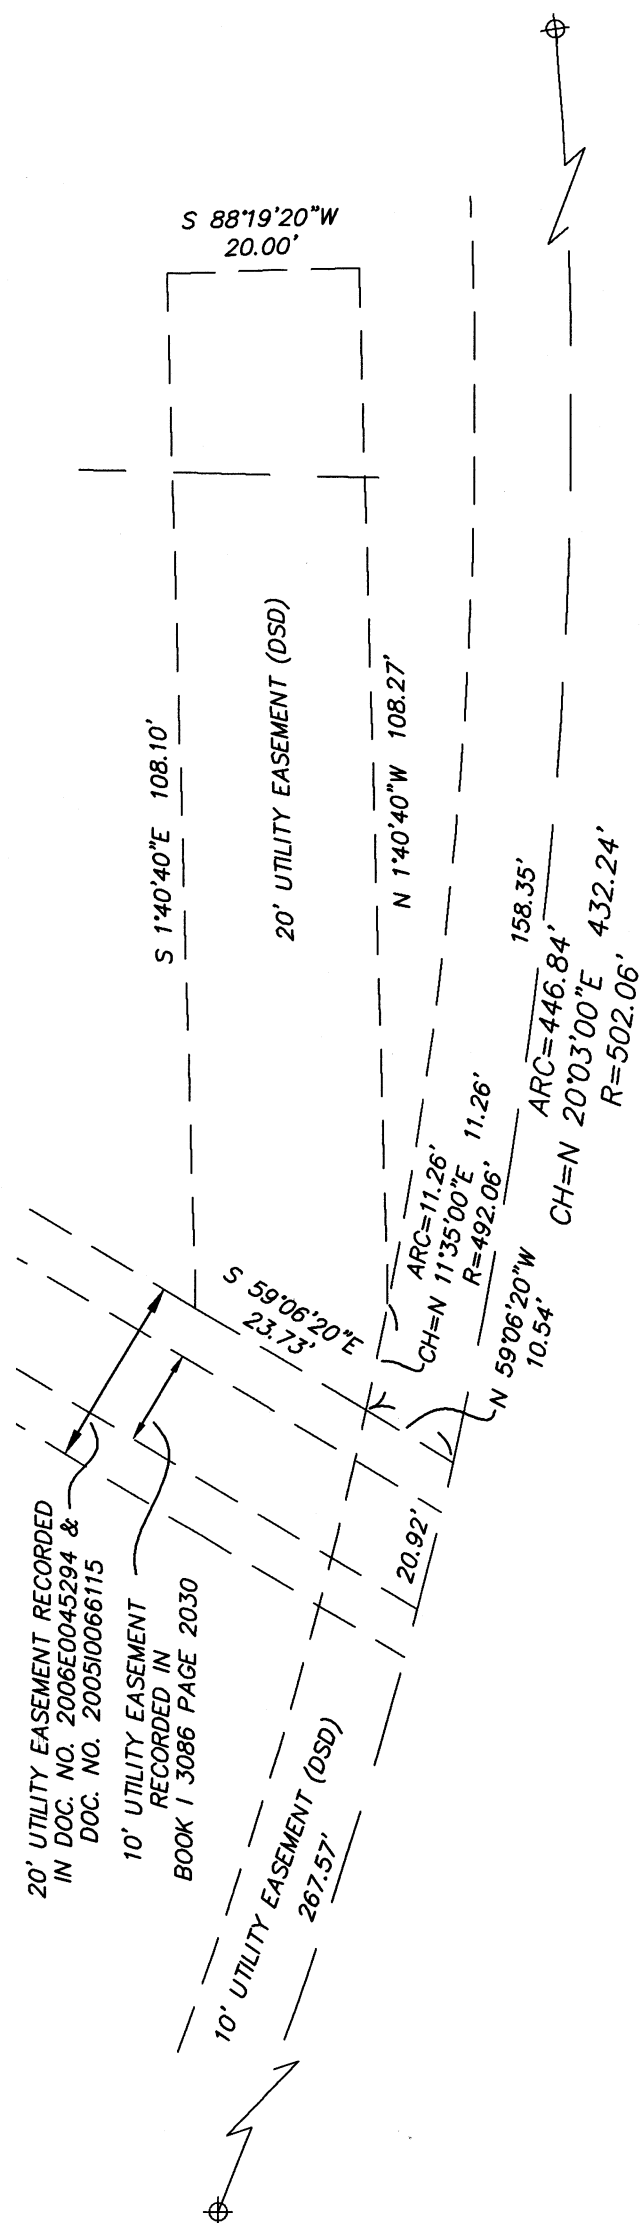 S 88°19'20"W
20.00'
S 1°40'40"E 108.10'
20' UTILITY EASEMENT (DSD)
N 1°40'40"W 108.27'
158.35'
ARC=446.84'
CH=N 20°03'00"E 432.24'
R=502.06'
ARC=11.26'
CH=N 11°35'00"E 11.26'
R=492.06'
S 59°06'20"E
23.73'
N 59°06'20"W
10.54'
20.92'
20' UTILITY EASEMENT RECORDED
IN DOC. NO. 2006E0045294 &
DOC. NO. 2005I0066115
10' UTILITY EASEMENT
RECORDED IN
BOOK I 3086 PAGE 2030
10' UTILITY EASEMENT (DSD)
267.57'